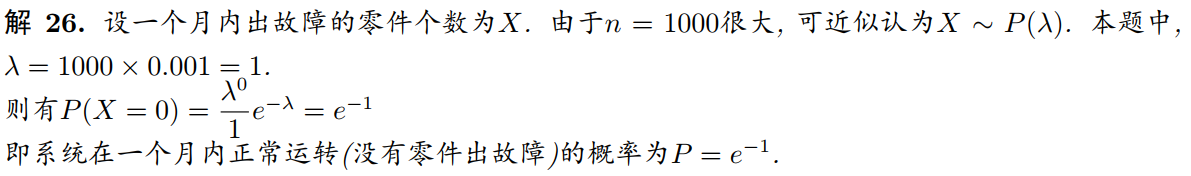 解 26. 设一个月内出故障的零件个数为X. 由于n = 1000很大, 可近似认为X ∼ P(λ). 本题中,
λ = 1000 × 0.001 = 1.
则有P(X = 0) = \frac{λ^0}{1}e^{−λ} = e^{−1}
即系统在一个月内正常运转(没有零件出故障)的概率为P = e^{−1}.